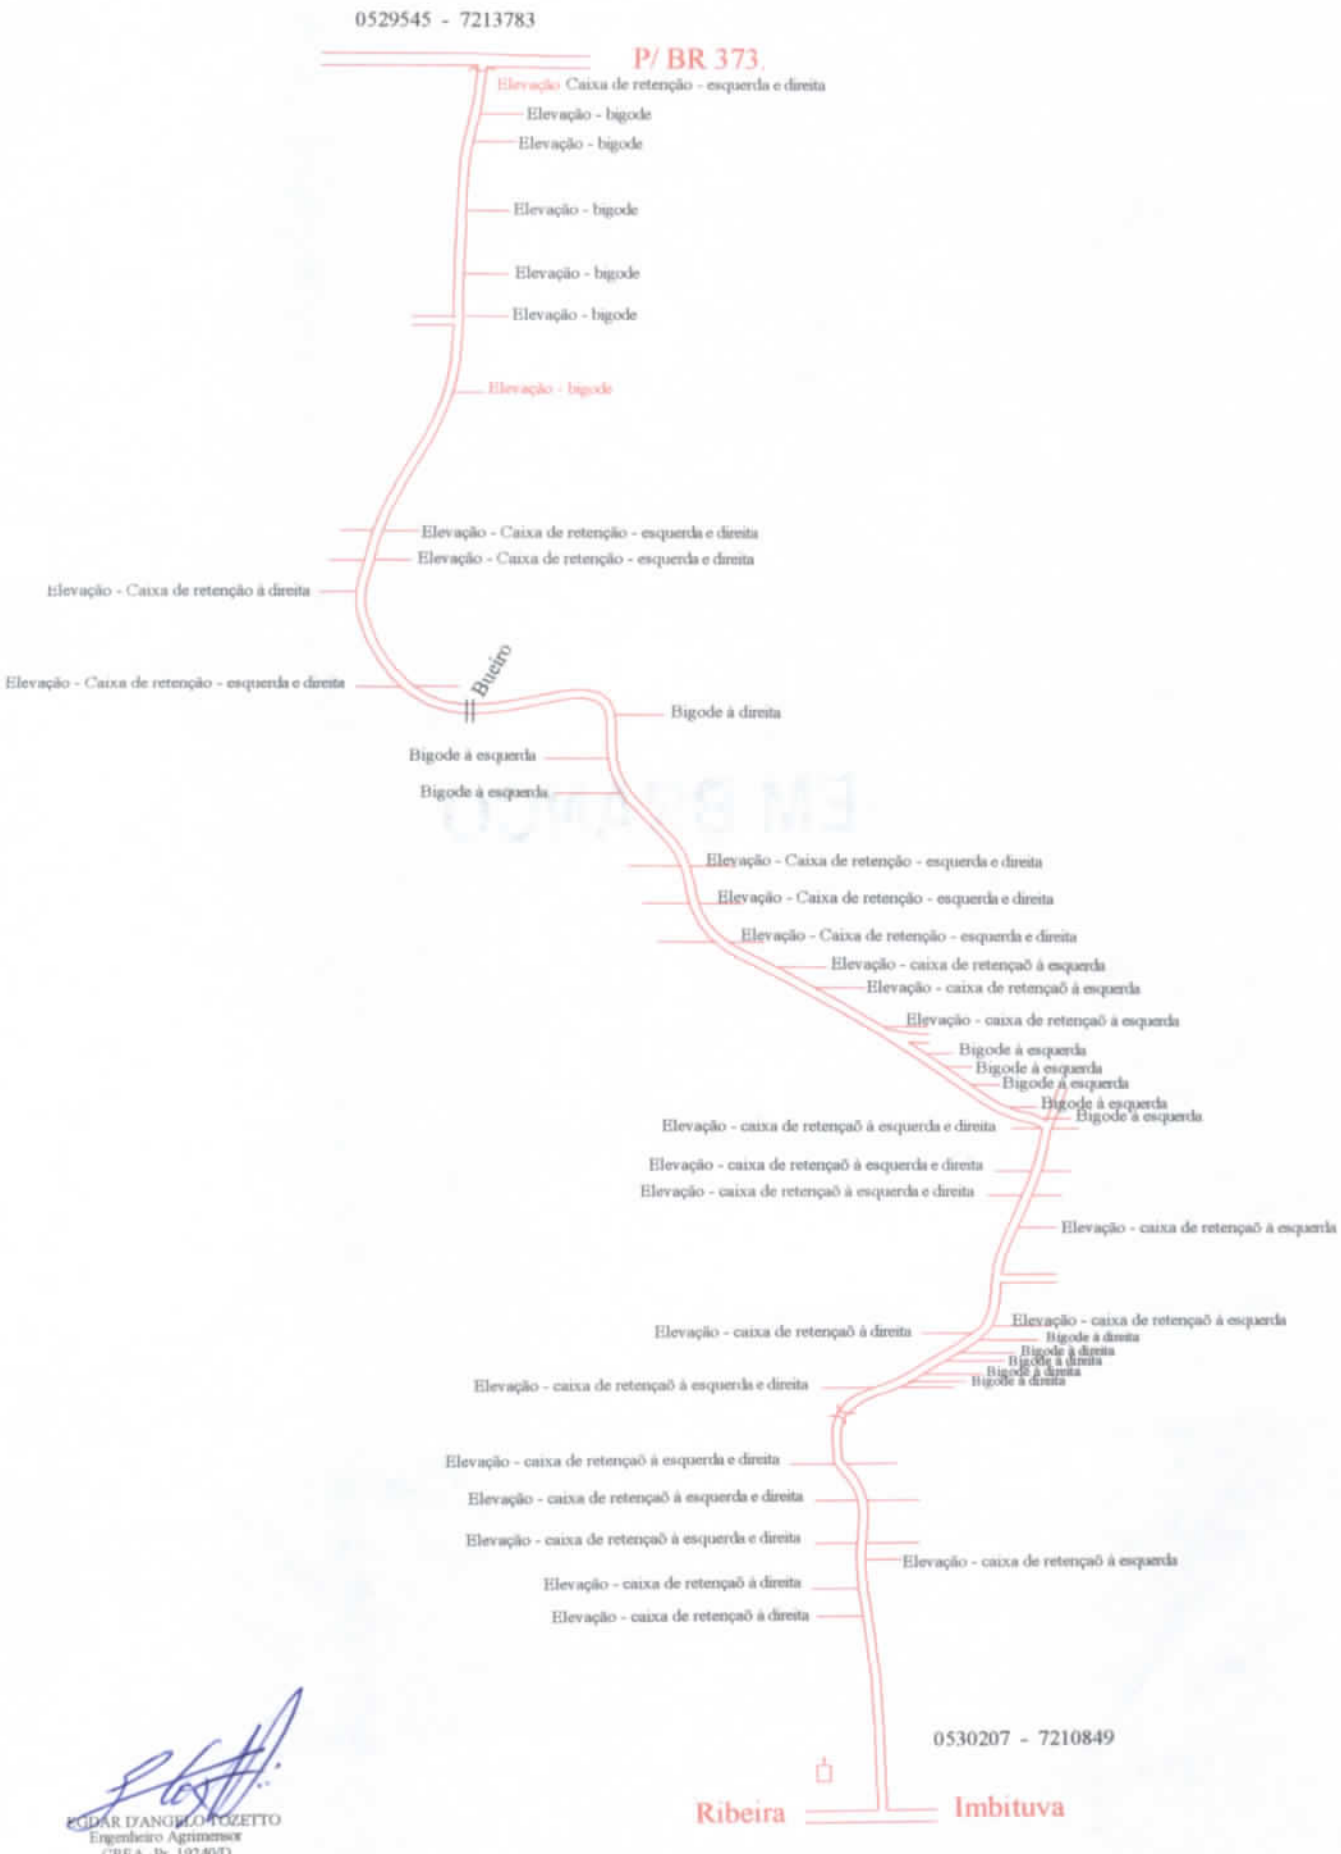 0529545 - 7213783
P/ BR 373.
Elevação Caixa de retenção - esquerda e direita
Elevação - bigode
Elevação - bigode
Elevação - bigode
Elevação - bigode
Elevação - bigode
Elevação - bigode
Elevação - Caixa de retenção - esquerda e direita
Elevação - Caixa de retenção - esquerda e direita
Elevação - Caixa de retenção à direita
Bueiro
Elevação - Caixa de retenção - esquerda e direita
Bigode à direita
Bigode à esquerda
Bigode à esquerda
EM BRANCO
Elevação - Caixa de retenção - esquerda e direita
Elevação - Caixa de retenção - esquerda e direita
Elevação - Caixa de retenção - esquerda e direita
Elevação - caixa de retençaõ à esquerda
Elevação - caixa de retençaõ à esquerda
Elevação - caixa de retençaõ à esquerda
Bigode à esquerda
Bigode à esquerda
Bigode à esquerda
Bigode à esquerda
Bigode à esquerda
Elevação - caixa de retençaõ à esquerda e direita
Elevação - caixa de retençaõ à esquerda e direita
Elevação - caixa de retençaõ à esquerda e direita
Elevação - caixa de retençaõ à esquerda
Elevação - caixa de retençaõ à esquerda
Elevação - caixa de retençaõ à direita
Bigode à direita
Bigode à direita
Bigode à direita
Bigode à direita
Bigode à direita
Elevação - caixa de retençaõ à esquerda e direita
Elevação - caixa de retençaõ à esquerda e direita
Elevação - caixa de retençaõ à esquerda e direita
Elevação - caixa de retençaõ à esquerda e direita
Elevação - caixa de retençaõ à esquerda
Elevação - caixa de retençaõ à direita
Elevação - caixa de retençaõ à direita
0530207 - 7210849
Ribeira
Imbituva
EGDAR D'ANGELO TOZETTO
Engenheiro Agrimensor
CREA -Pr. 19240/D